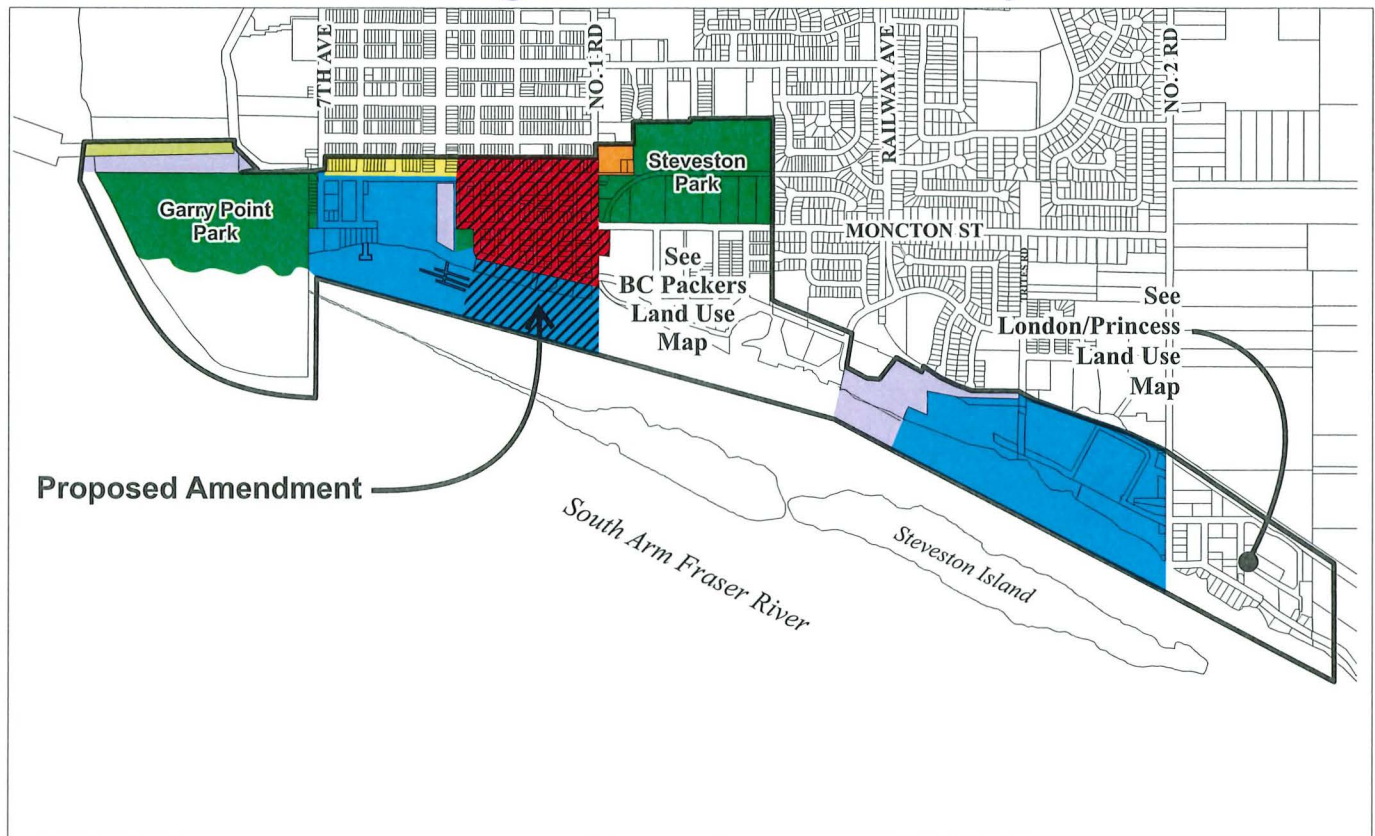 7TH AVE
NO. 1 RD
RAILWAY AVE
NO. 2 RD
Garry Point
Park
Steveston
Park
MONCTON ST
See
BC Packers
Land Use
Map
See
London/Princess
Land Use
Map
Proposed Amendment
South Arm Fraser River
Steveston Island